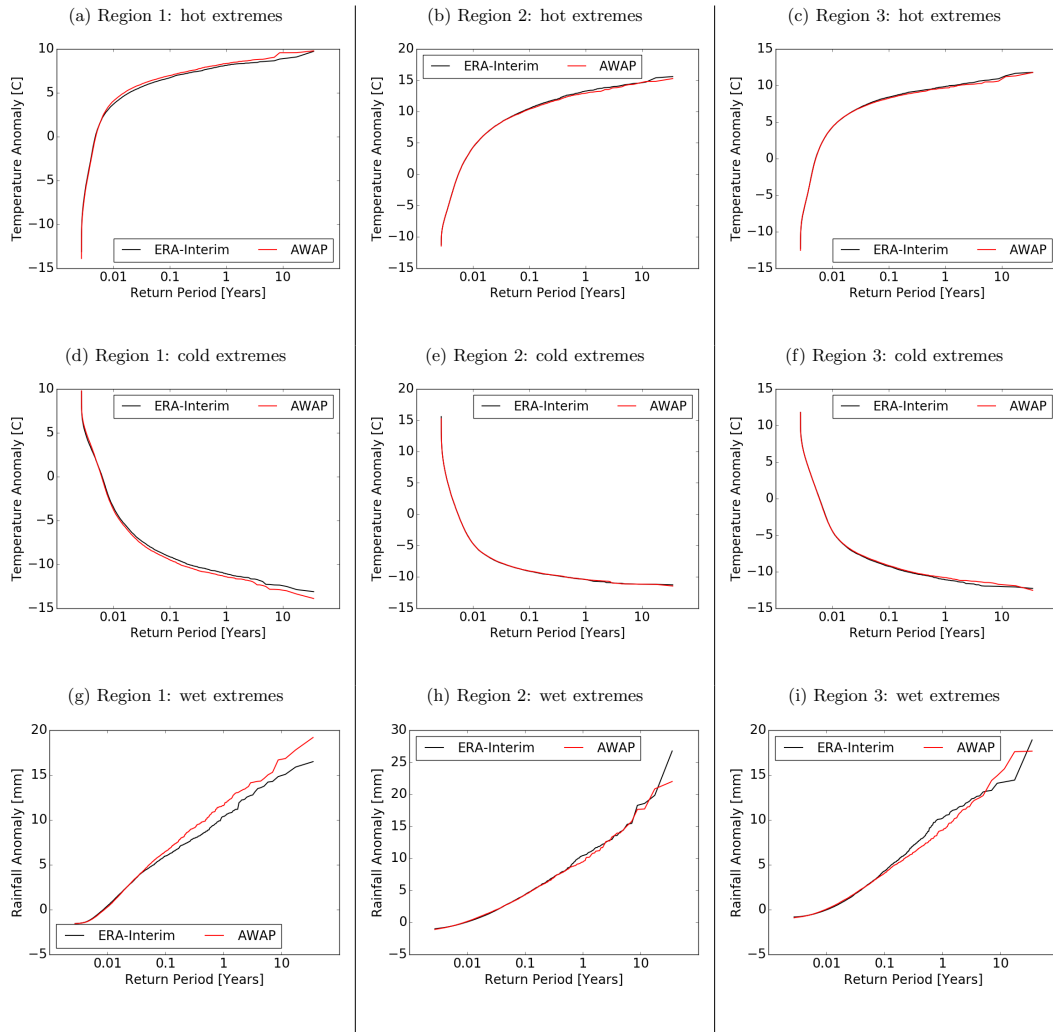 (a) Region 1: hot extremes
10
5
0
−5
−10
−15
Temperature Anomaly [C]
ERA-Interim
AWAP
0.01 0.1 1 10
Return Period [Years]
(b) Region 2: hot extremes
20
15
10
5
0
−5
−10
−15
Temperature Anomaly [C]
ERA-Interim
AWAP
0.01 0.1 1 10
Return Period [Years]
(c) Region 3: hot extremes
15
10
5
0
−5
−10
−15
Temperature Anomaly [C]
ERA-Interim
AWAP
0.01 0.1 1 10
Return Period [Years]
(d) Region 1: cold extremes
10
5
0
−5
−10
−15
Temperature Anomaly [C]
ERA-Interim
AWAP
0.01 0.1 1 10
Return Period [Years]
(e) Region 2: cold extremes
20
15
10
5
0
−5
−10
−15
Temperature Anomaly [C]
ERA-Interim
AWAP
0.01 0.1 1 10
Return Period [Years]
(f) Region 3: cold extremes
15
10
5
0
−5
−10
−15
Temperature Anomaly [C]
ERA-Interim
AWAP
0.01 0.1 1 10
Return Period [Years]
(g) Region 1: wet extremes
20
15
10
5
0
−5
Rainfall Anomaly [mm]
ERA-Interim
AWAP
0.01 0.1 1 10
Return Period [Years]
(h) Region 2: wet extremes
30
25
20
15
10
5
0
−5
Rainfall Anomaly [mm]
ERA-Interim
AWAP
0.01 0.1 1 10
Return Period [Years]
(i) Region 3: wet extremes
20
15
10
5
0
−5
Rainfall Anomaly [mm]
ERA-Interim
AWAP
0.01 0.1 1 10
Return Period [Years]